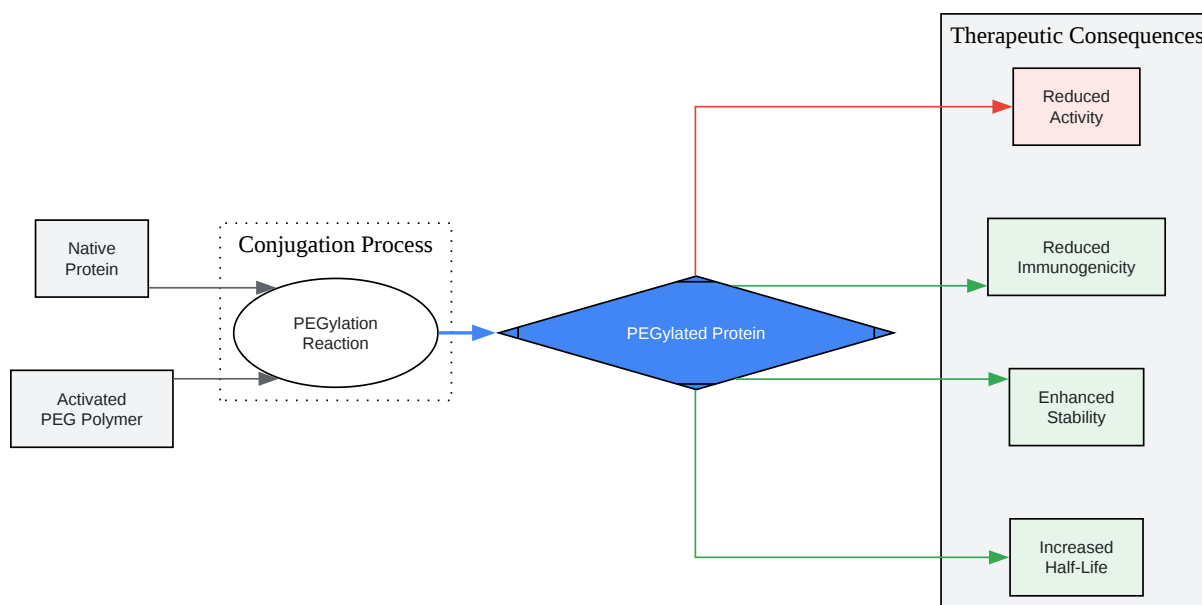 Native
Protein
Activated
PEG Polymer
Conjugation Process
PEGylation
Reaction
PEGylated Protein
Therapeutic Consequences
Reduced
Activity
Reduced
Immunogenicity
Enhanced
Stability
Increased
Half-Life